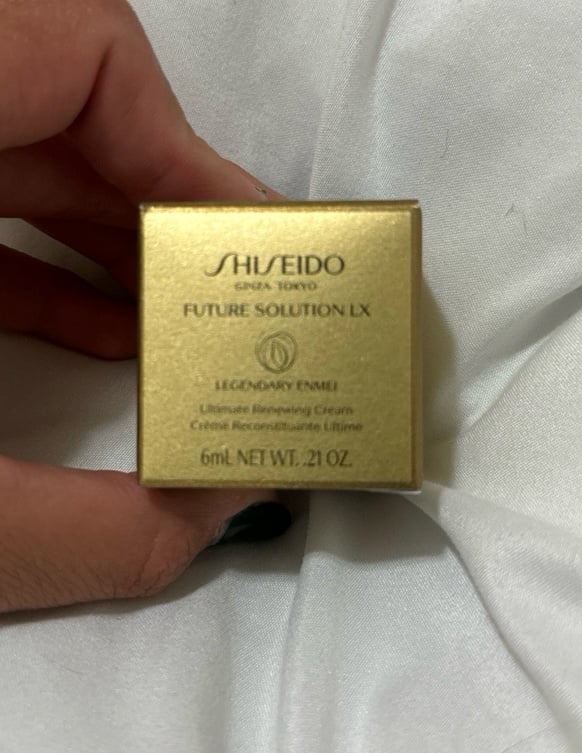 SHISEIDO
GINZA TOKYO
FUTURE SOLUTION LX
LEGENDARY ENMEI
Ultimate Renewing Cream
Crème Reconstituante Ultime
6mL NET WT. .21 OZ.